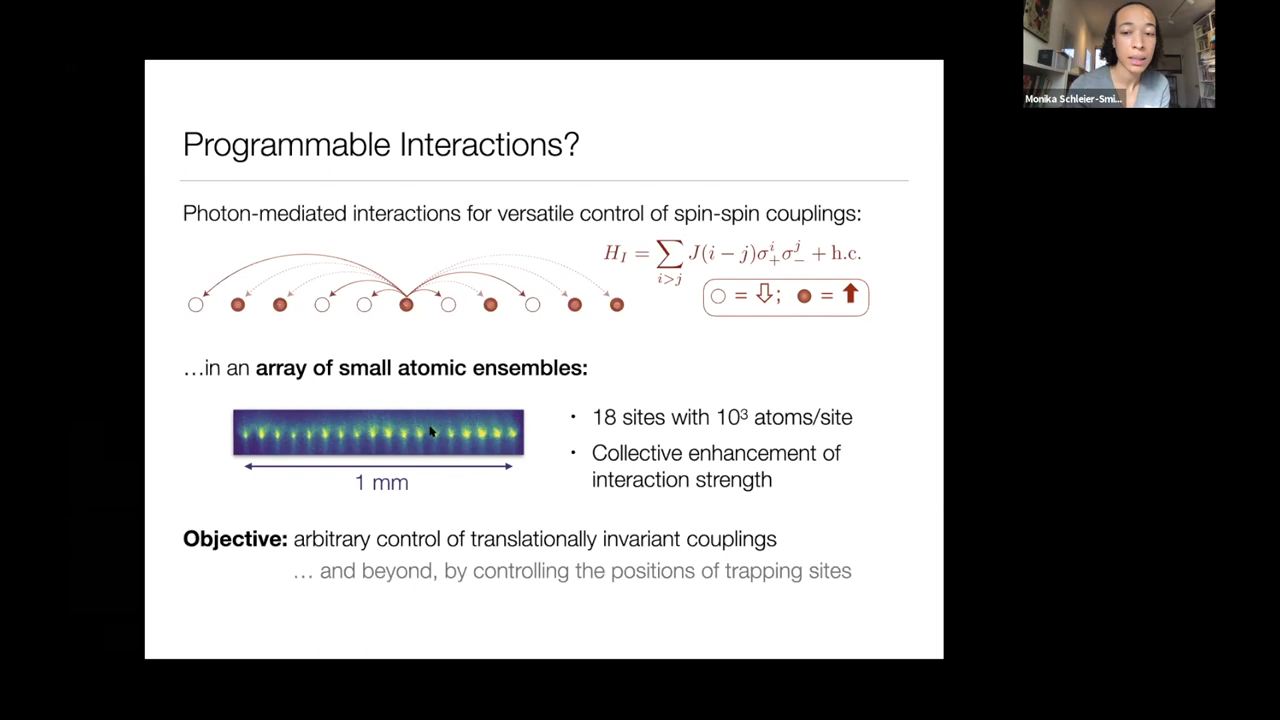 Programmable Interactions?
Photon-mediated interactions for versatile control of spin-spin couplings:
H_I = ∑_{i>j} J(i − j)σ^i_+ σ^j_− + h.c.
○ = ⇩; ● = ⬆
…in an array of small atomic ensembles:
• 18 sites with 10³ atoms/site
• Collective enhancement of
interaction strength
1 mm
Objective: arbitrary control of translationally invariant couplings
… and beyond, by controlling the positions of trapping sites
Monika Schleier-Smi...